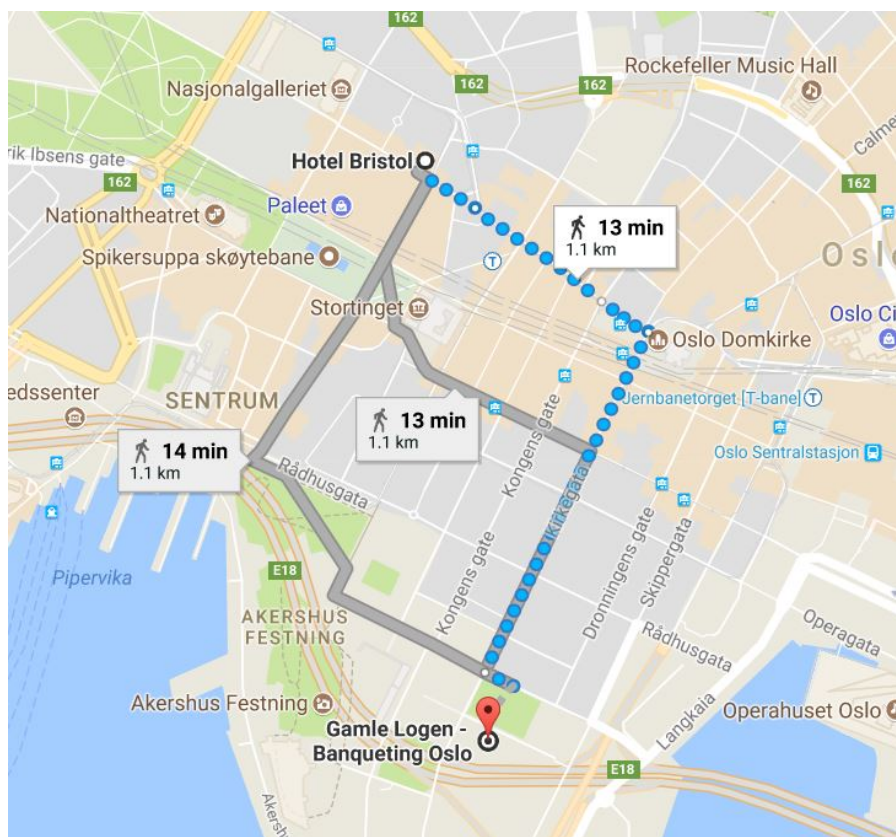 162
Rockefeller Music Hall
Nasjonalgalleriet
162
162
Calme
rik Ibsens gate
Hotel Bristol
162
Paleet
13 min
1.1 km
Nationaltheatret
Spikersuppa skøytebane
T
Oslo
Stortinget
Oslo Ci
Oslo Domkirke
edssenter
SENTRUM
Jernbanetorget [T-bane]
T
13 min
1.1 km
14 min
1.1 km
Kongens gate
Oslo Sentralstasjon
Rådhusgata
Kirkegata
Pipervika
E18
Kongens gate
Dronningens gate
Skippergata
AKERSHUS
FESTNING
Rådhusgata
Operagata
Akershus Festning
Langkaia
Operahuset Oslo
Gamle Logen -
Banqueting Oslo
E18
Akershus